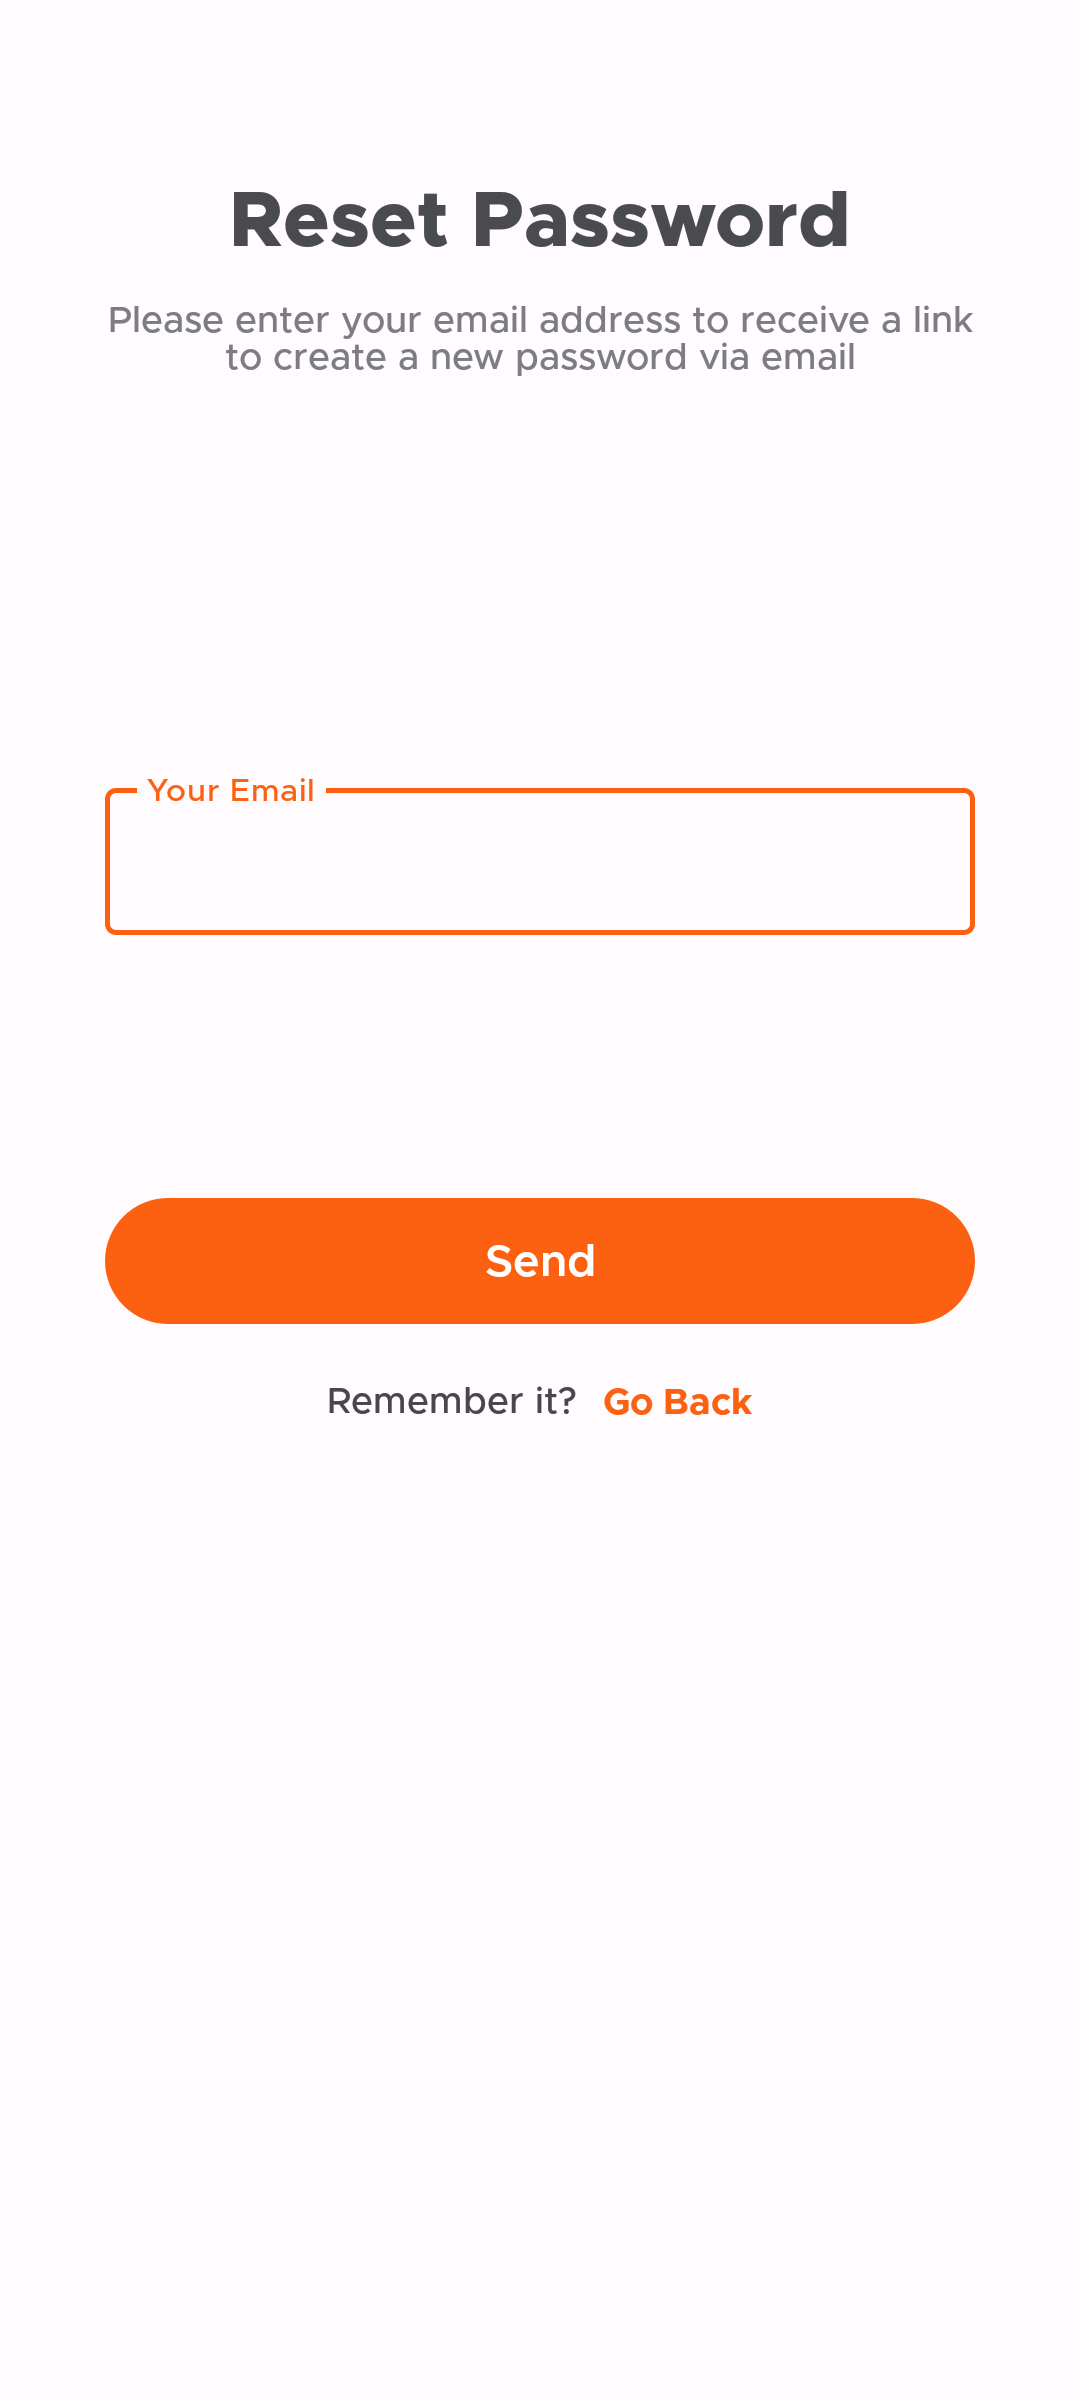 Reset Password
Please enter your email address to receive a link
to create a new password via email
Your Email
Send
Remember it? Go Back